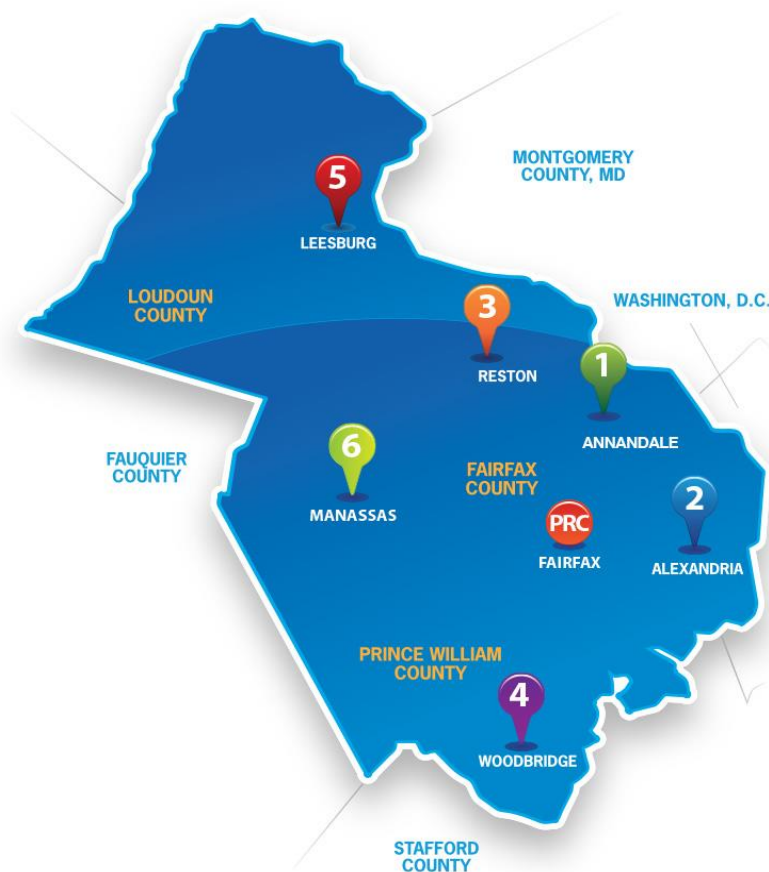 MONTGOMERY
COUNTY, MD
5
LEESBURG
LOUDOUN
COUNTY
3
WASHINGTON, D.C.
RESTON
1
ANNANDALE
FAUQUIER
COUNTY
6
MANASSAS
FAIRFAX
COUNTY
2
PRC
FAIRFAX
ALEXANDRIA
PRINCE WILLIAM
COUNTY
4
WOODBRIDGE
STAFFORD
COUNTY